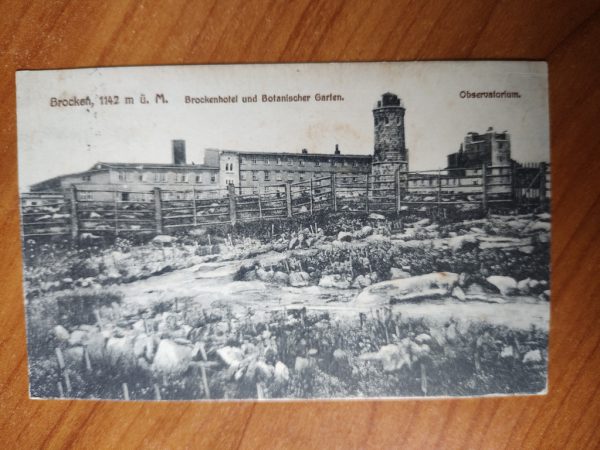 Brocken, 1142 m ü. M. Brockenhotel und Botanischer Garten. Observatorium.